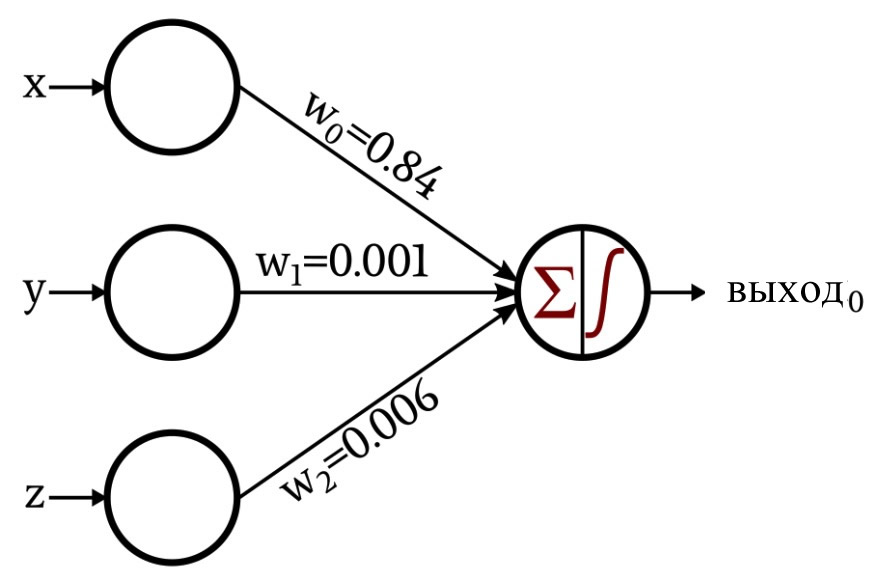 x
w₀=0.84
y
w₁=0.001
Σ ∫
выход₀
z
w₂=0.006